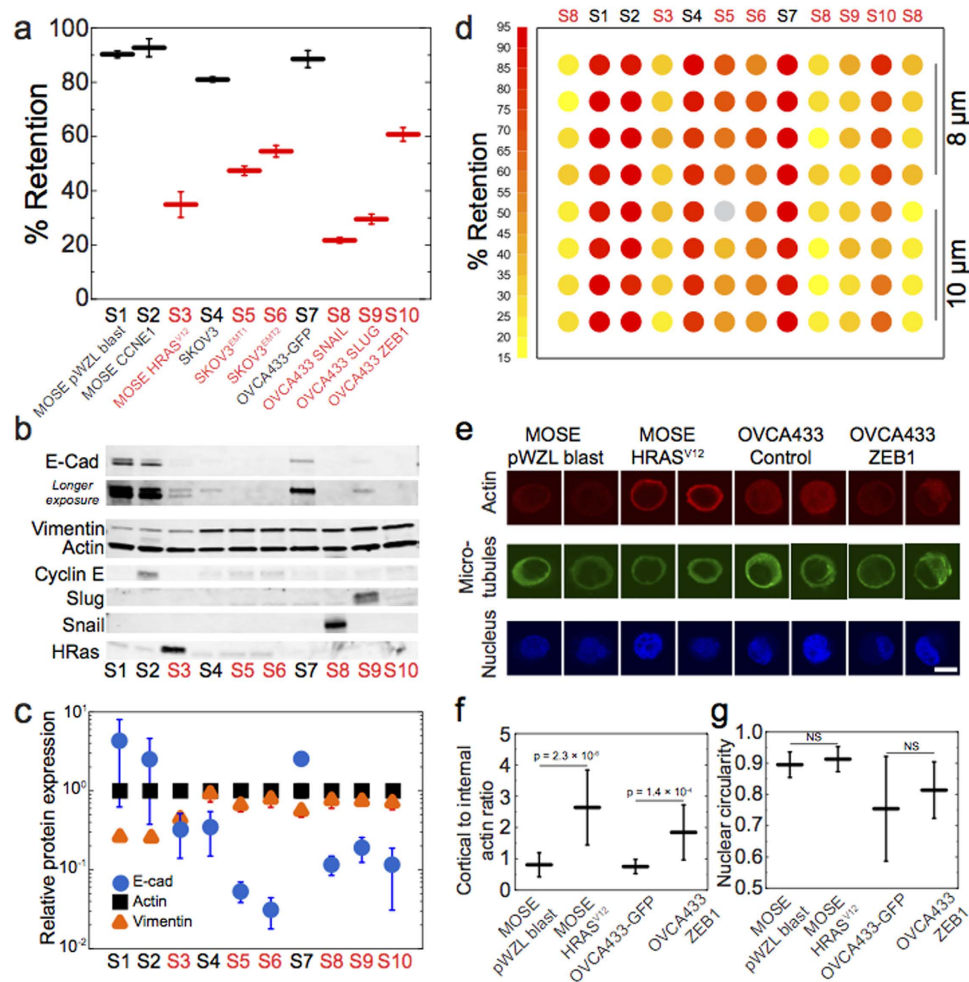 a
% Retention
100
80
60
40
20
0
S1 S2 S3 S4 S5 S6 S7 S8 S9 S10
MOSE pWZL blast
MOSE CCNE1
MOSE HRASV12
SKOV3
SKOV3EMT1
SKOV3EMT2
OVCA433-GFP
OVCA433 SNAIL
OVCA433 SLUG
OVCA433 ZEB1
b
E-Cad
Longer
exposure
Vimentin
Actin
Cyclin E
Slug
Snail
HRas
S1 S2 S3 S4 S5 S6 S7 S8 S9 S10
c
Relative protein expression
10¹
10⁰
10⁻¹
10⁻²
E-cad
Actin
Vimentin
S1 S2 S3 S4 S5 S6 S7 S8 S9 S10
d
S8 S1 S2 S3 S4 S5 S6 S7 S8 S9 S10 S8
% Retention
95
90
85
80
75
70
65
60
55
50
45
40
35
30
25
20
15
8 µm
10 µm
e
MOSE
pWZL blast
MOSE
HRASV12
OVCA433
Control
OVCA433
ZEB1
Actin
Micro-
tubules
Nucleus
f
Cortical to internal
actin ratio
5
4
3
2
1
0
p = 1.4 × 10⁻⁴
MOSE
pWZL blast
MOSE
HRASV12
OVCA433-GFP
OVCA433
ZEB1
g
Nuclear circularity
1.0
0.9
0.8
0.7
0.6
0.5
NS
NS
MOSE
pWZL blast
MOSE
HRASV12
OVCA433-GFP
OVCA433
ZEB1